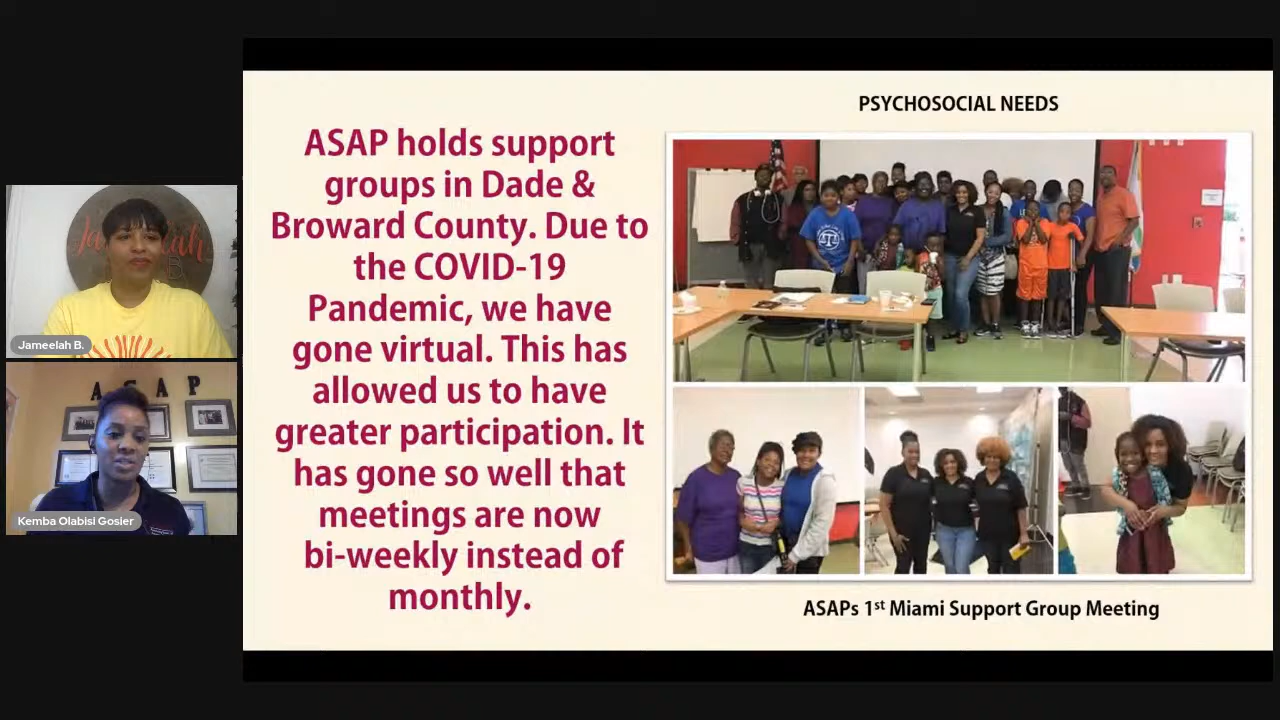 PSYCHOSOCIAL NEEDS
ASAP holds support
groups in Dade &
Broward County. Due to
the COVID-19
Pandemic, we have
gone virtual. This has
allowed us to have
greater participation. It
has gone so well that
meetings are now
bi-weekly instead of
monthly.
ASAPs 1st Miami Support Group Meeting
Jameelah B.
A S A P
Kemba Olabisi Gosier